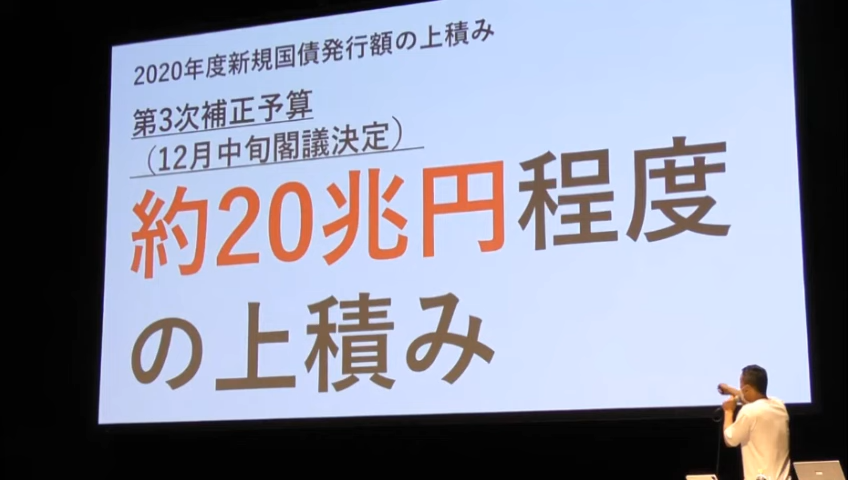 2020年度新規国債発行額の上積み
第3次補正予算
（12月中旬閣議決定）
約20兆円程度
の上積み